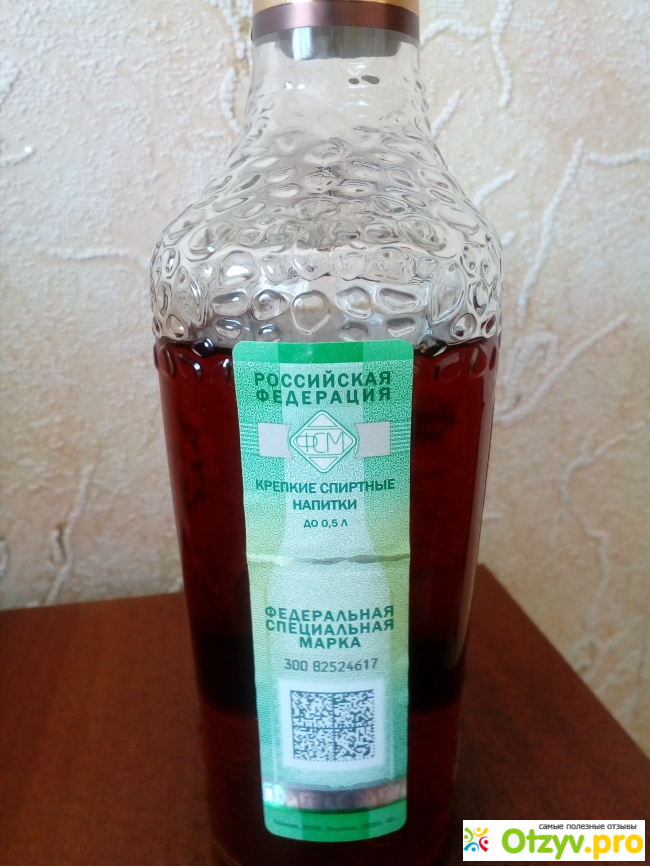 РОССИЙСКАЯ
ФЕДЕРАЦИЯ
ФСМ
КРЕПКИЕ СПИРТНЫЕ
НАПИТКИ
ДО 0,5 Л
ФЕДЕРАЛЬНАЯ
СПЕЦИАЛЬНАЯ
МАРКА
300 82524617
самые полезные отзывы
Otzyv.pro